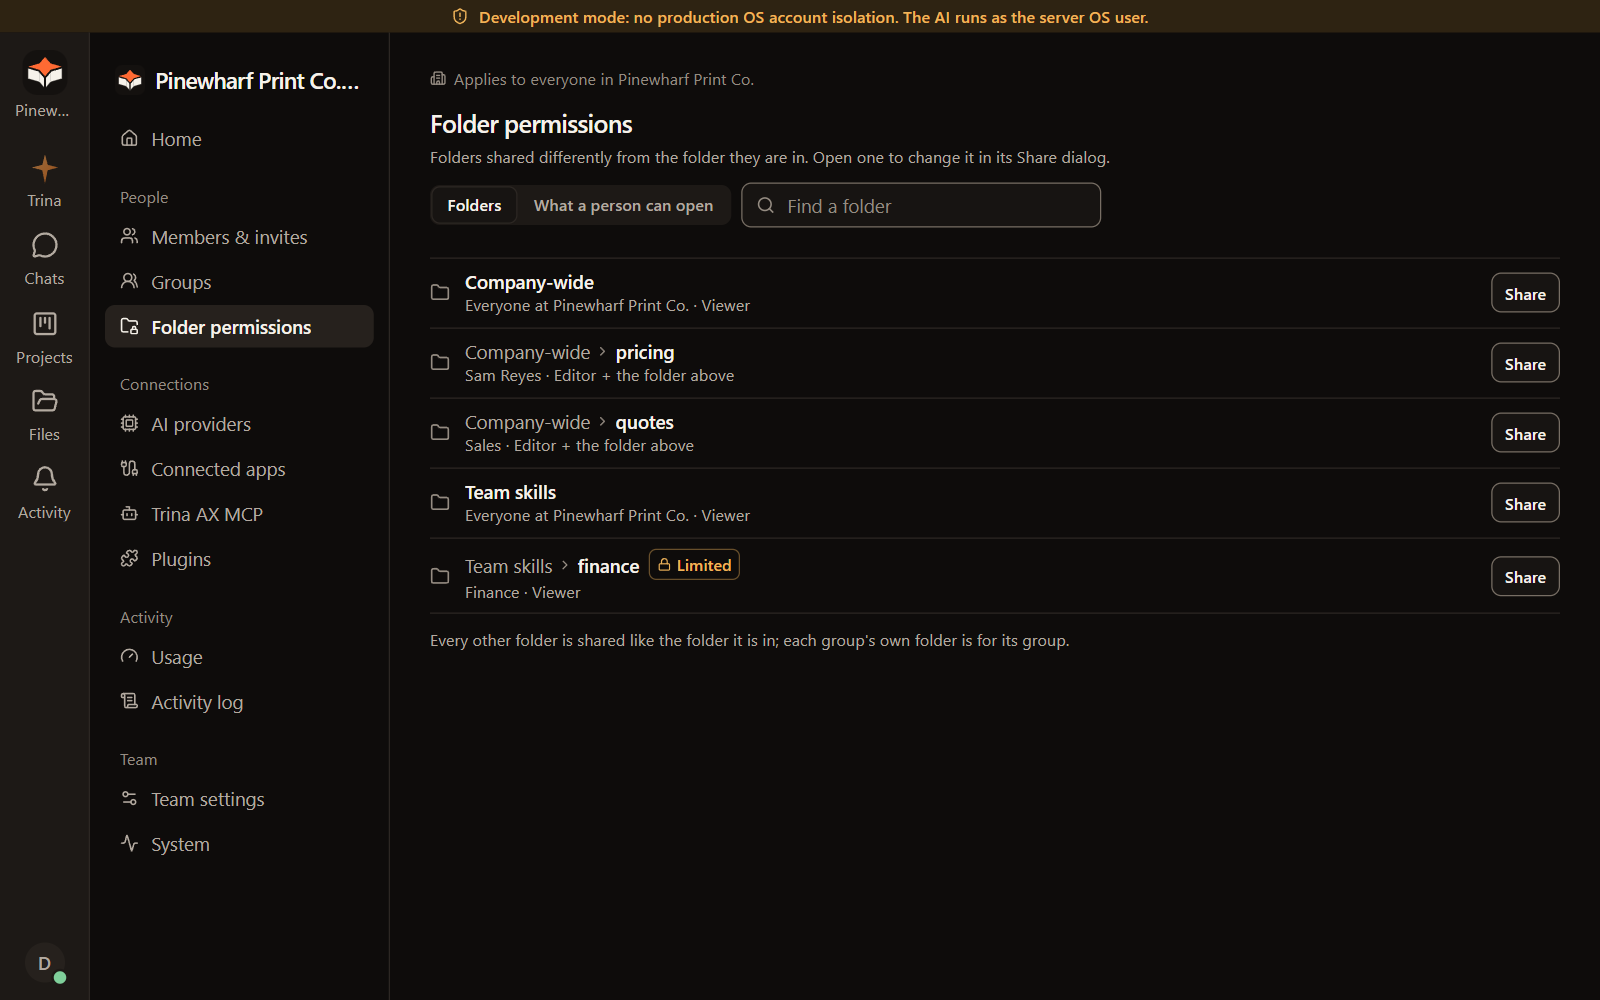 Development mode: no production OS account isolation. The AI runs as the server OS user.
Pinew...
Trina
Chats
Projects
Files
Activity
D
Pinewharf Print Co....
Home
People
Members & invites
Groups
Folder permissions
Connections
AI providers
Connected apps
Trina AX MCP
Plugins
Activity
Usage
Activity log
Team
Team settings
System
Applies to everyone in Pinewharf Print Co.
Folder permissions
Folders shared differently from the folder they are in. Open one to change it in its Share dialog.
Folders
What a person can open
Find a folder
Company-wide
Everyone at Pinewharf Print Co. · Viewer
Share
Company-wide > pricing
Sam Reyes · Editor + the folder above
Share
Company-wide > quotes
Sales · Editor + the folder above
Share
Team skills
Everyone at Pinewharf Print Co. · Viewer
Share
Team skills > finance Limited
Finance · Viewer
Share
Every other folder is shared like the folder it is in; each group's own folder is for its group.